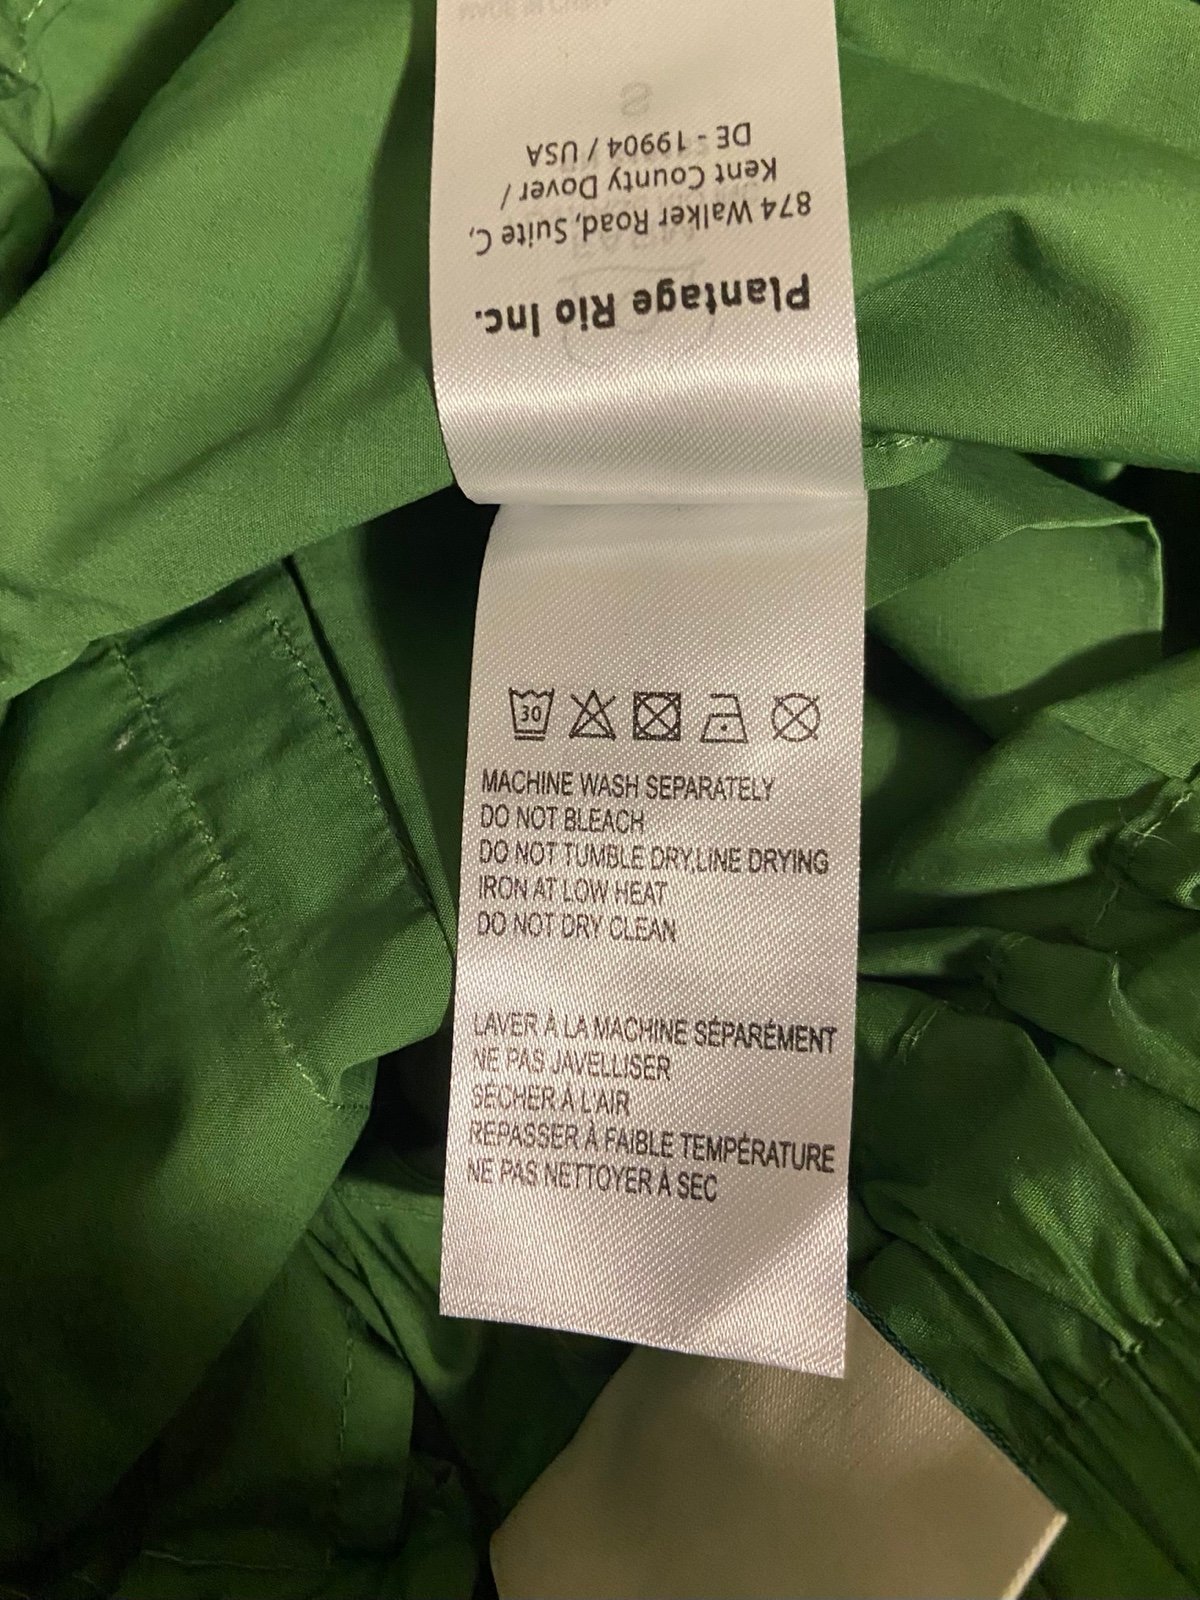 Plantage Rio Inc.
874 Walker Road, Suite C,
Kent County Dover /
DE - 19904 / USA
S
30
MACHINE WASH SEPARATELY
DO NOT BLEACH
DO NOT TUMBLE DRY,LINE DRYING
IRON AT LOW HEAT
DO NOT DRY CLEAN
LAVER À LA MACHINE SÉPARÉMENT
NE PAS JAVELLISER
SÉCHER À L'AIR
REPASSER À FAIBLE TEMPÉRATURE
NE PAS NETTOYER À SEC